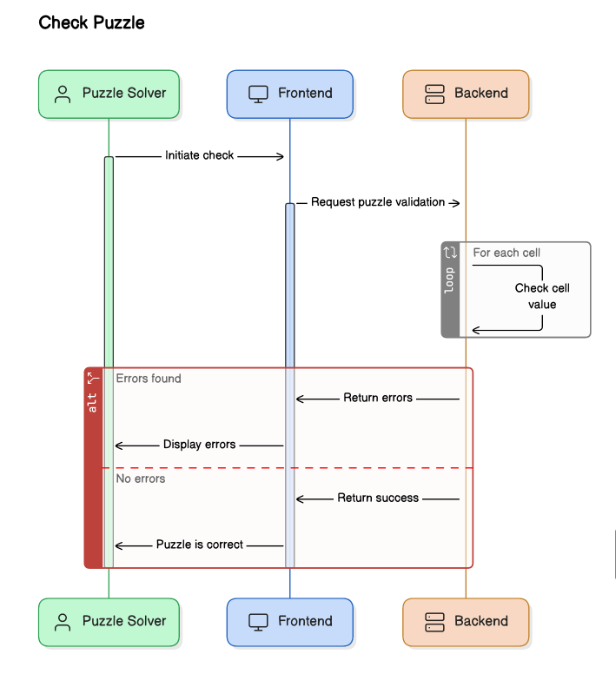 Check Puzzle
Puzzle Solver
Frontend
Backend
Initiate check
Request puzzle validation
loop
For each cell
Check cell
value
alt
Errors found
Return errors
Display errors
No errors
Return success
Puzzle is correct
Puzzle Solver
Frontend
Backend